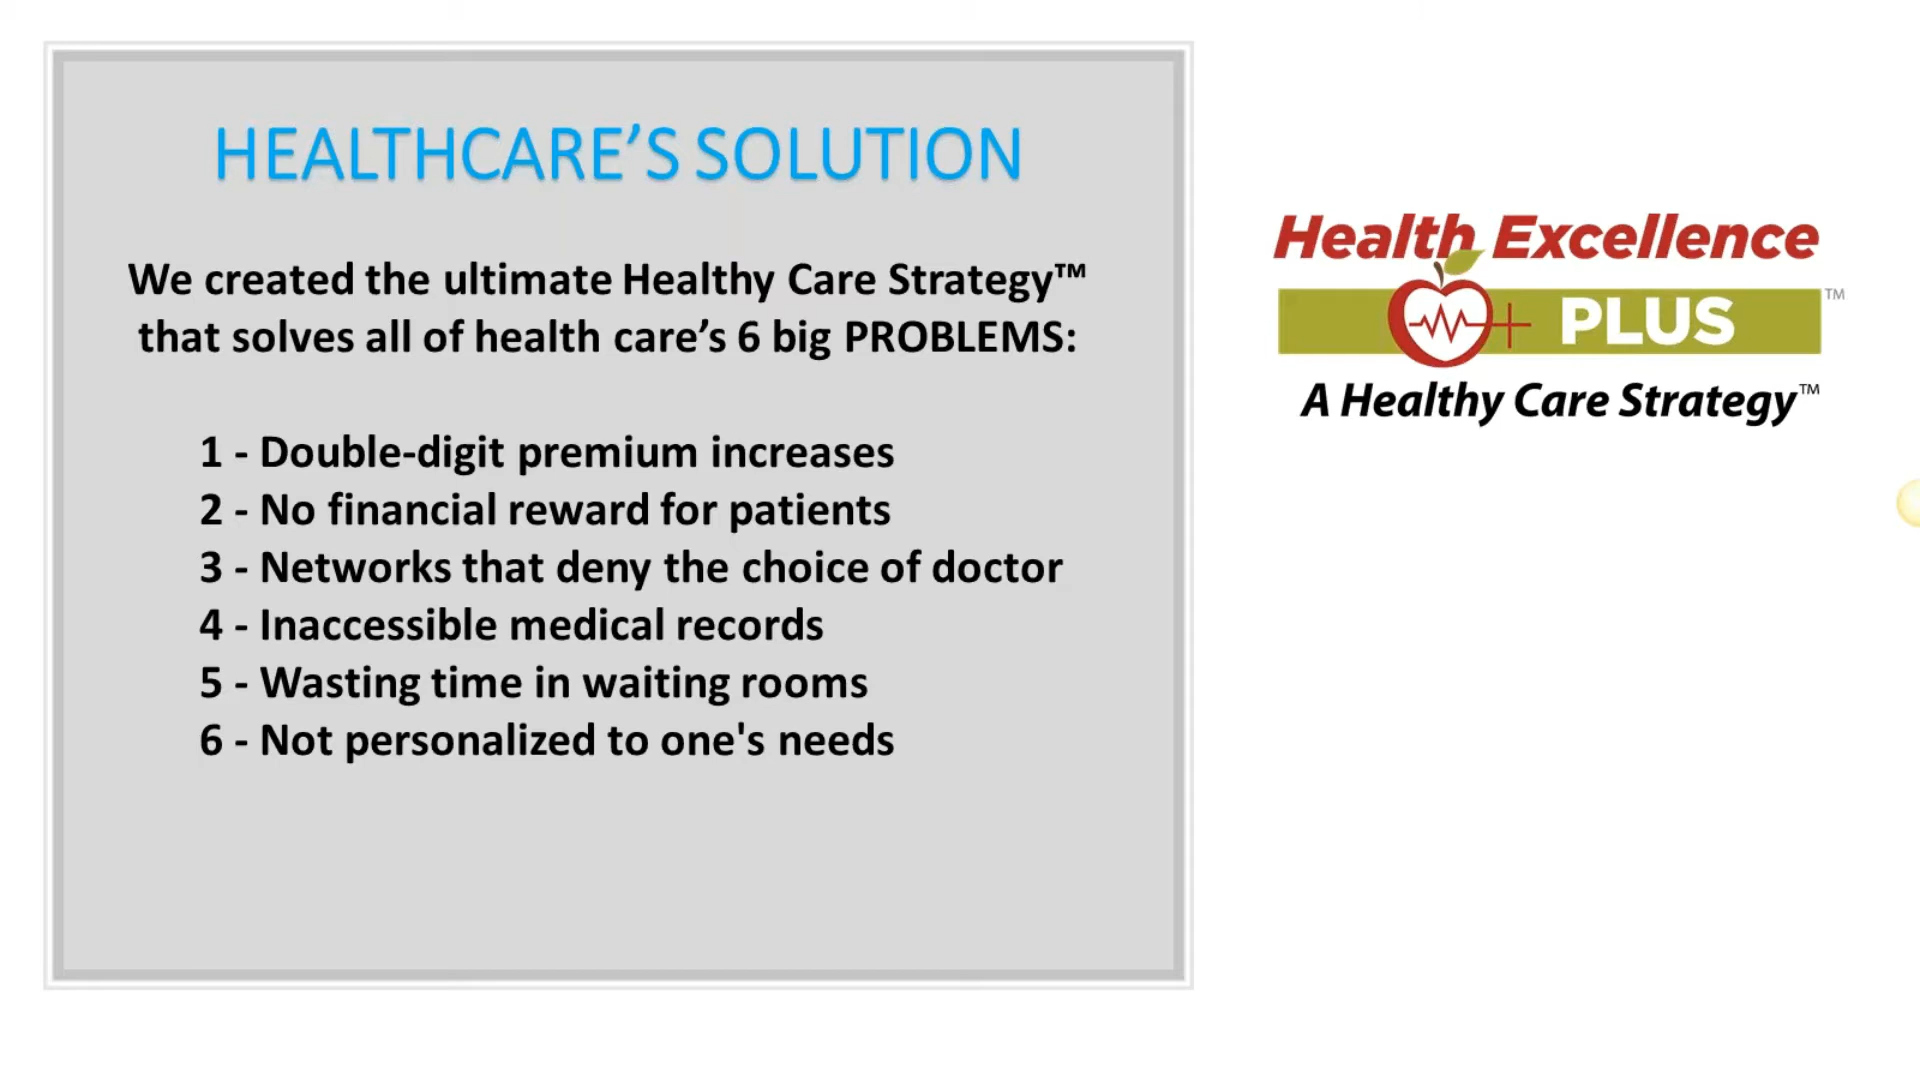 HEALTHCARE’S SOLUTION
We created the ultimate Healthy Care Strategy™
that solves all of health care’s 6 big PROBLEMS:
1 - Double-digit premium increases
2 - No financial reward for patients
3 - Networks that deny the choice of doctor
4 - Inaccessible medical records
5 - Wasting time in waiting rooms
6 - Not personalized to one's needs
Health Excellence
PLUS ™
A Healthy Care Strategy™